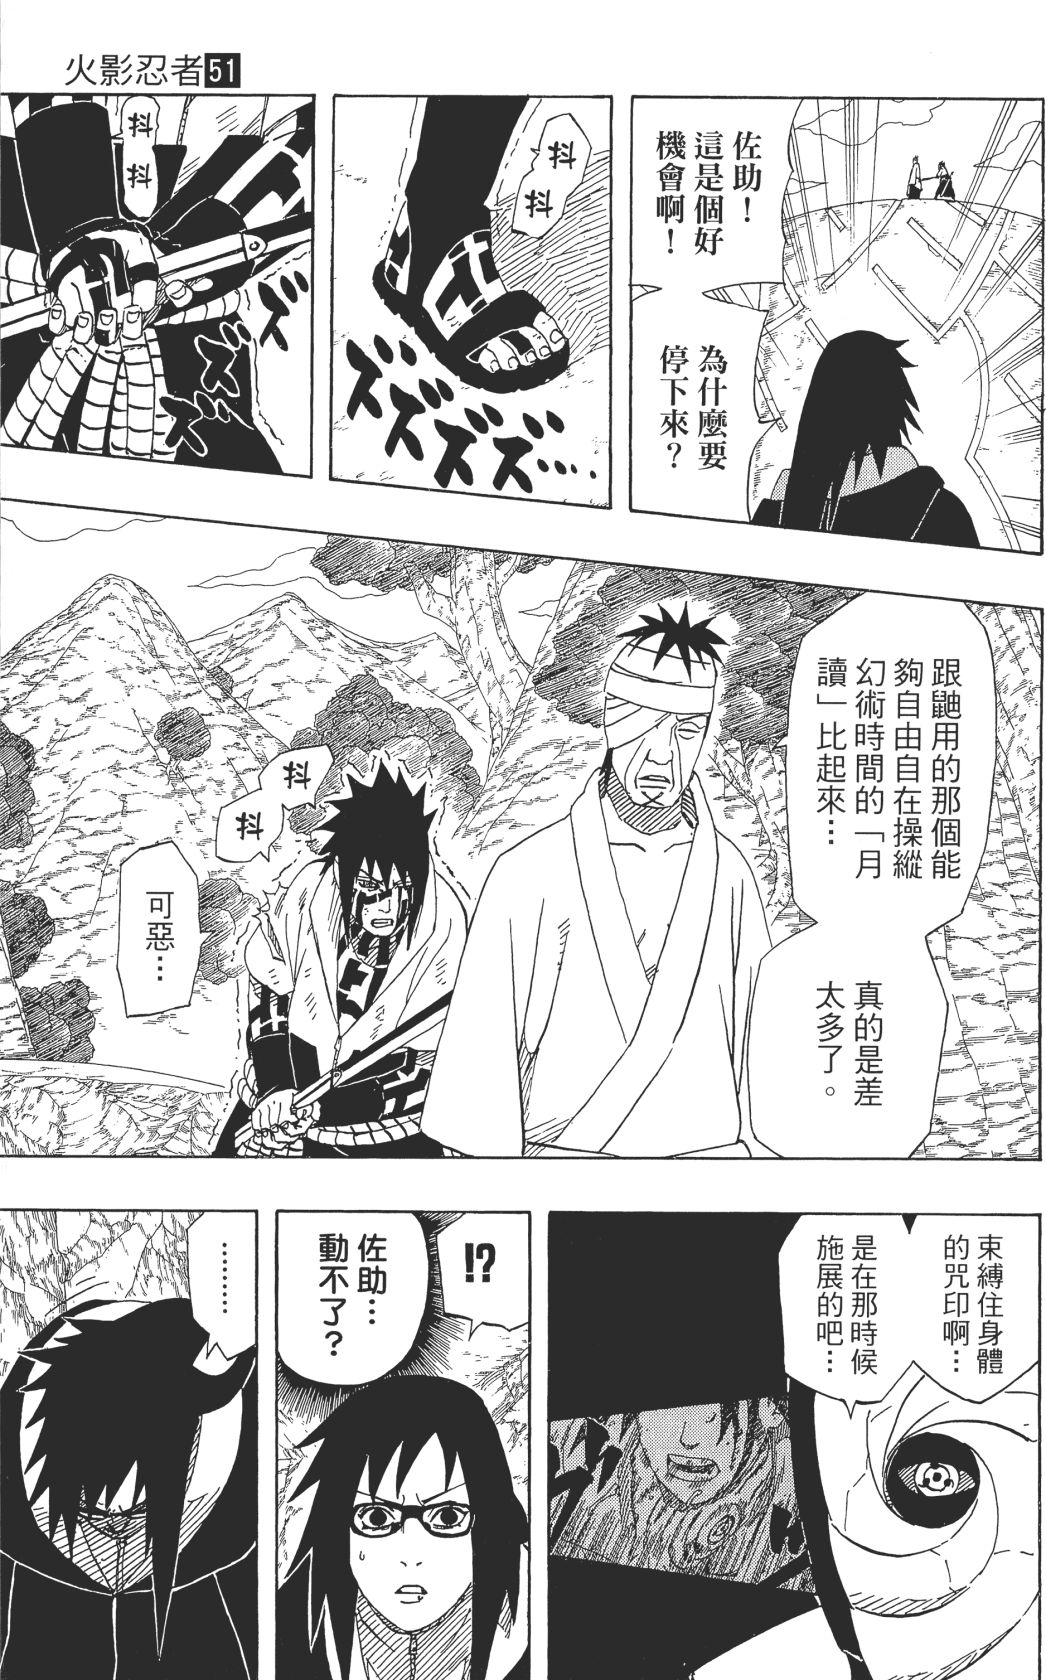 火影忍者51
佐助！
這是個好
機會啊！
為什麼要
停下來？
抖
抖
ズズズズズ…
抖
抖
ズズズ
跟鼬用的那個能
夠自由自在操縱
幻術時間的「月
讀」比起來…
真的是差
太多了。
抖
抖
可惡…
束縛住身體
的咒印啊…
是在那時候
施展的吧…
!?
佐助…
動不了？
………